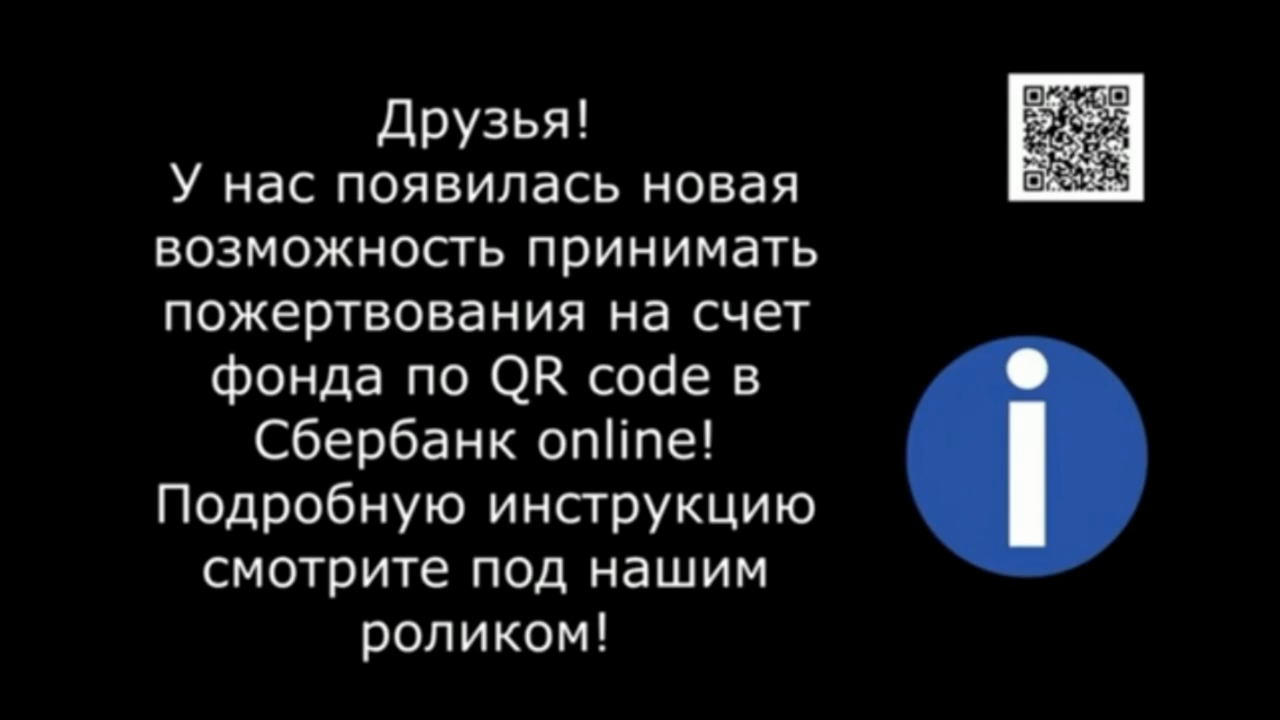 Друзья!
У нас появилась новая
возможность принимать
пожертвования на счет
фонда по QR code в
Сбербанк online!
Подробную инструкцию
смотрите под нашим
роликом!
i